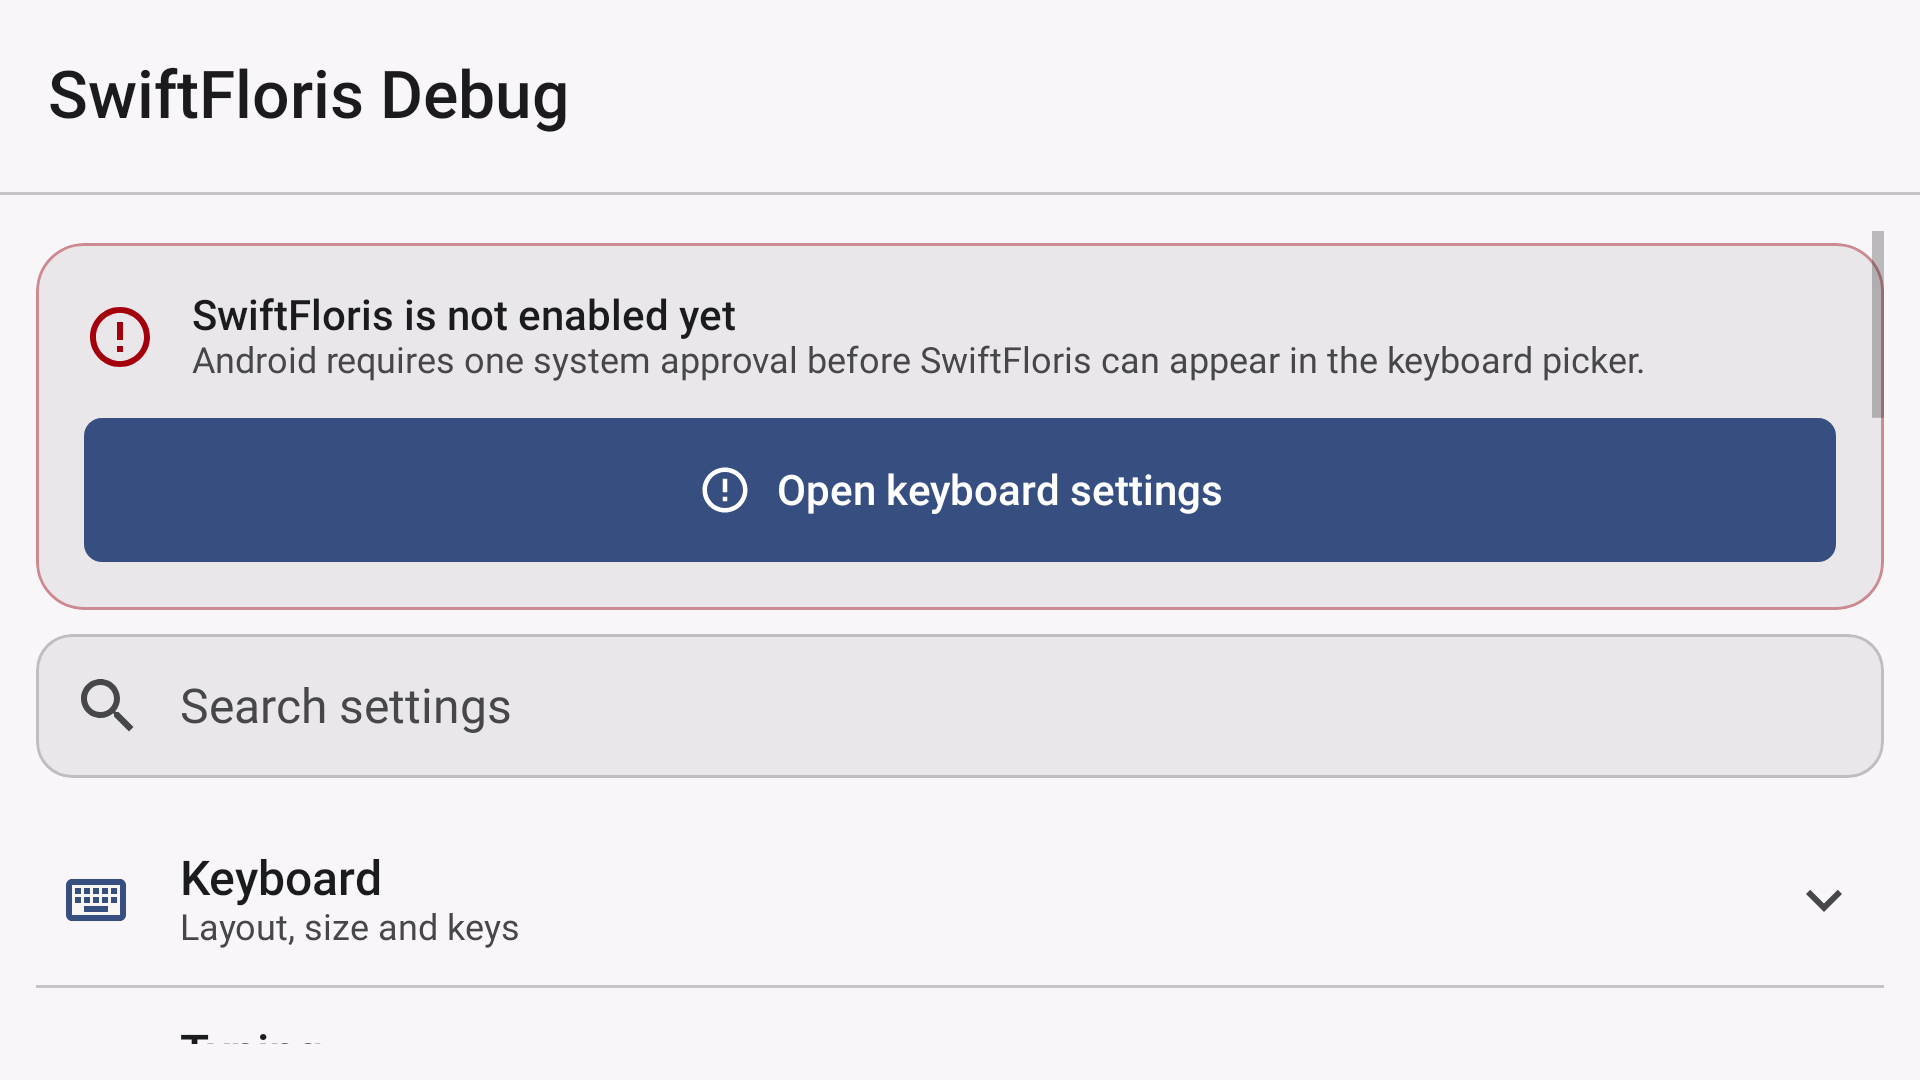 SwiftFloris Debug
SwiftFloris is not enabled yet
Android requires one system approval before SwiftFloris can appear in the keyboard picker.
Open keyboard settings
Search settings
Keyboard
Layout, size and keys
Typing